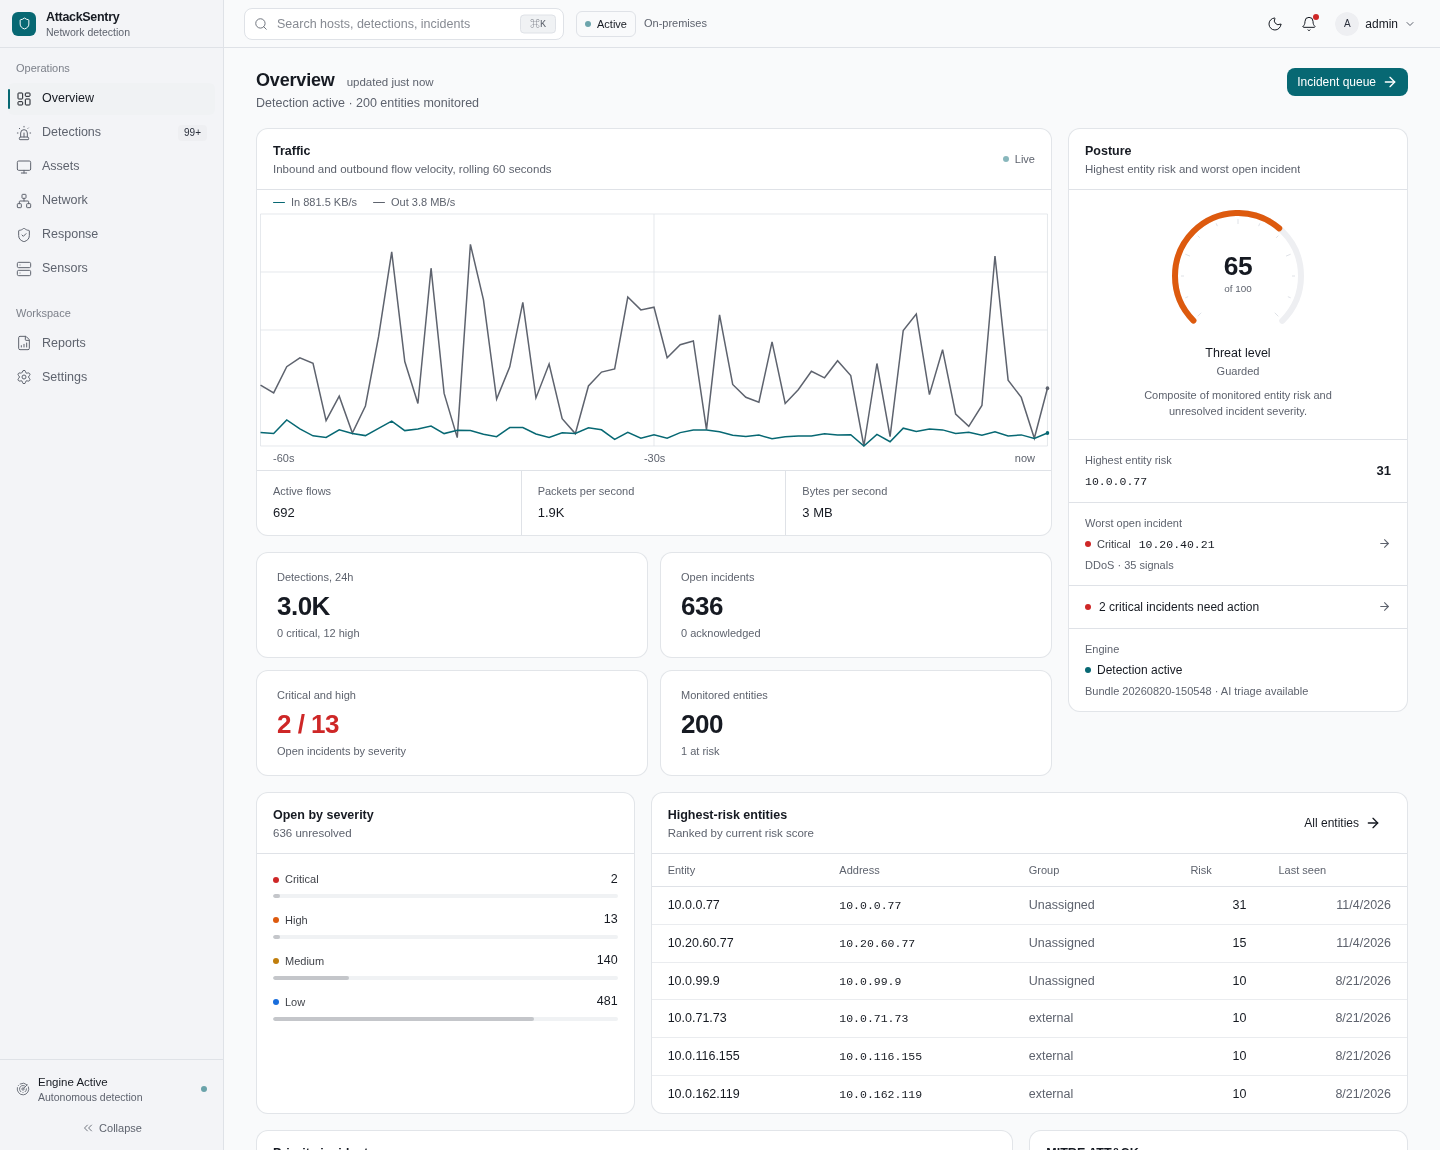 AttackSentry
Network detection
Search hosts, detections, incidents
⌘K
Active
On-premises
A
admin
Operations
Overview
Detections
99+
Assets
Network
Response
Sensors
Workspace
Reports
Settings
Engine Active
Autonomous detection
Collapse
Overview updated just now
Detection active · 200 entities monitored
Incident queue
Traffic
Inbound and outbound flow velocity, rolling 60 seconds
Live
In 881.5 KB/s
Out 3.8 MB/s
-60s
-30s
now
Active flows
692
Packets per second
1.9K
Bytes per second
3 MB
Posture
Highest entity risk and worst open incident
65
of 100
Threat level
Guarded
Composite of monitored entity risk and
unresolved incident severity.
Highest entity risk
10.0.0.77
31
Worst open incident
Critical 10.20.40.21
DDoS · 35 signals
2 critical incidents need action
Engine
Detection active
Bundle 20260820-150548 · AI triage available
Detections, 24h
3.0K
0 critical, 12 high
Open incidents
636
0 acknowledged
Critical and high
2 / 13
Open incidents by severity
Monitored entities
200
1 at risk
Open by severity
636 unresolved
Critical 2
High 13
Medium 140
Low 481
Highest-risk entities
Ranked by current risk score
All entities
Entity Address Group Risk Last seen
10.0.0.77 10.0.0.77 Unassigned 31 11/4/2026
10.20.60.77 10.20.60.77 Unassigned 15 11/4/2026
10.0.99.9 10.0.99.9 Unassigned 10 8/21/2026
10.0.71.73 10.0.71.73 external 10 8/21/2026
10.0.116.155 10.0.116.155 external 10 8/21/2026
10.0.162.119 10.0.162.119 external 10 8/21/2026